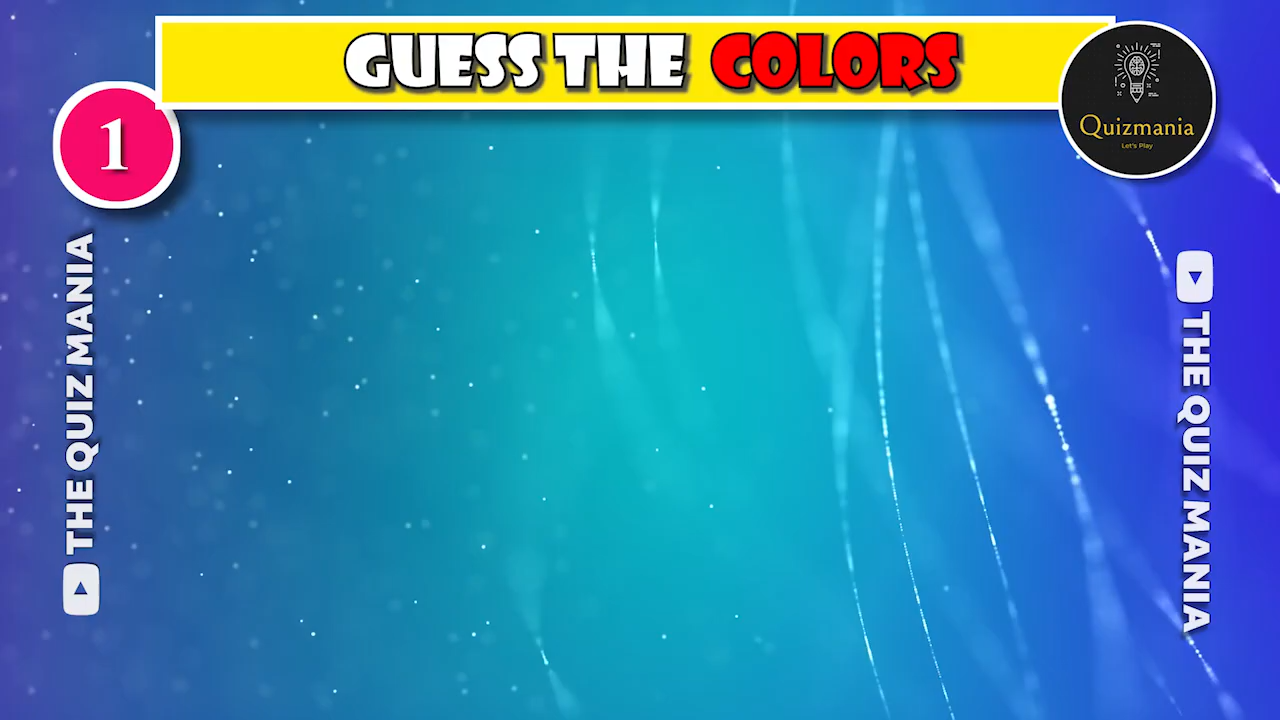 GUESS THE COLORS
1
Quizmania
Let's Play
THE QUIZ MANIA
THE QUIZ MANIA